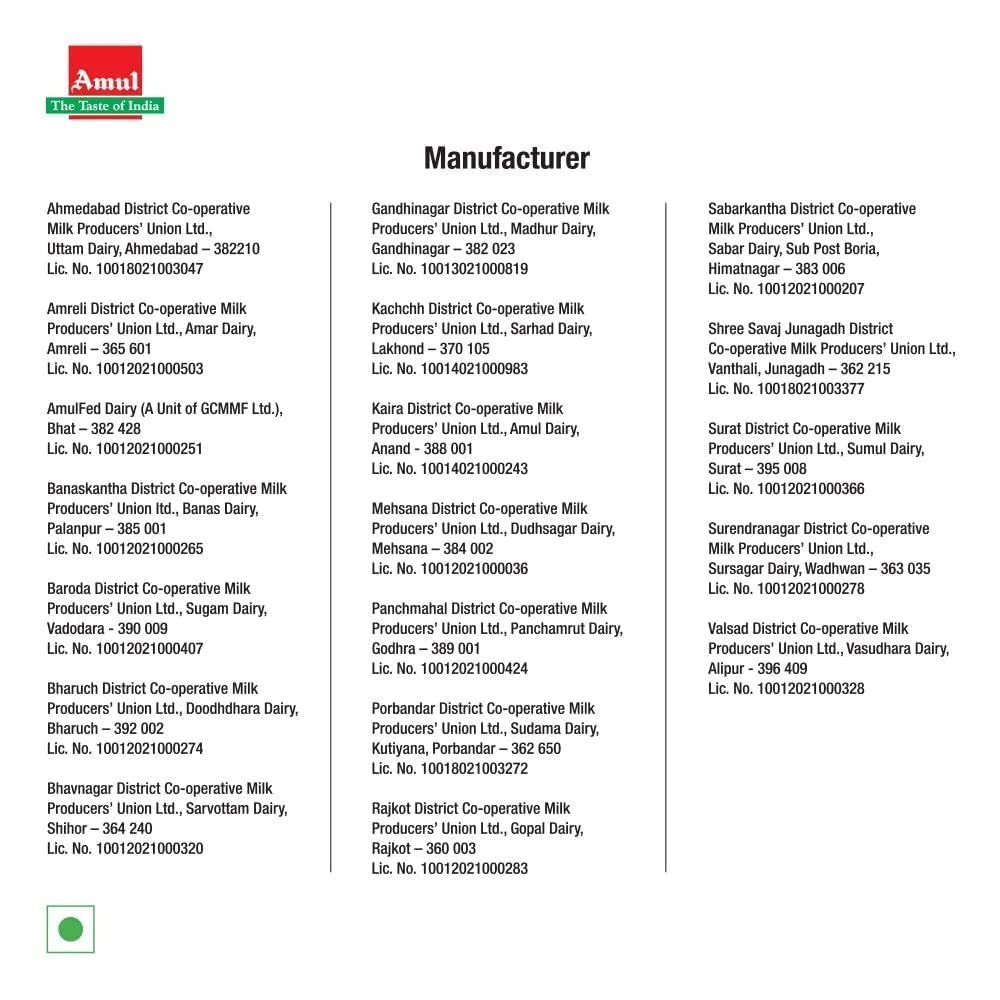 Amul
The Taste of India
Manufacturer
Ahmedabad District Co-operative
Milk Producers' Union Ltd.,
Uttam Dairy, Ahmedabad – 382210
Lic. No. 10018021003047
Amreli District Co-operative Milk
Producers' Union Ltd., Amar Dairy,
Amreli – 365 601
Lic. No. 10012021000503
AmulFed Dairy (A Unit of GCMMF Ltd.),
Bhat – 382 428
Lic. No. 10012021000251
Banaskantha District Co-operative Milk
Producers' Union ltd., Banas Dairy,
Palanpur – 385 001
Lic. No. 10012021000265
Baroda District Co-operative Milk
Producers' Union Ltd., Sugam Dairy,
Vadodara - 390 009
Lic. No. 10012021000407
Bharuch District Co-operative Milk
Producers' Union Ltd., Doodhdhara Dairy,
Bharuch – 392 002
Lic. No. 10012021000274
Bhavnagar District Co-operative Milk
Producers' Union Ltd., Sarvottam Dairy,
Shihor – 364 240
Lic. No. 10012021000320
Gandhinagar District Co-operative Milk
Producers' Union Ltd., Madhur Dairy,
Gandhinagar – 382 023
Lic. No. 10013021000819
Kachchh District Co-operative Milk
Producers' Union Ltd., Sarhad Dairy,
Lakhond – 370 105
Lic. No. 10014021000983
Kaira District Co-operative Milk
Producers' Union Ltd., Amul Dairy,
Anand - 388 001
Lic. No. 10014021000243
Mehsana District Co-operative Milk
Producers' Union Ltd., Dudhsagar Dairy,
Mehsana – 384 002
Lic. No. 10012021000036
Panchmahal District Co-operative Milk
Producers' Union Ltd., Panchamrut Dairy,
Godhra – 389 001
Lic. No. 10012021000424
Porbandar District Co-operative Milk
Producers' Union Ltd., Sudama Dairy,
Kutiyana, Porbandar – 362 650
Lic. No. 10018021003272
Rajkot District Co-operative Milk
Producers' Union Ltd., Gopal Dairy,
Rajkot – 360 003
Lic. No. 10012021000283
Sabarkantha District Co-operative
Milk Producers' Union Ltd.,
Sabar Dairy, Sub Post Boria,
Himatnagar – 383 006
Lic. No. 10012021000207
Shree Savaj Junagadh District
Co-operative Milk Producers' Union Ltd.,
Vanthali, Junagadh – 362 215
Lic. No. 10018021003377
Surat District Co-operative Milk
Producers' Union Ltd., Sumul Dairy,
Surat – 395 008
Lic. No. 10012021000366
Surendranagar District Co-operative
Milk Producers' Union Ltd.,
Sursagar Dairy, Wadhwan – 363 035
Lic. No. 10012021000278
Valsad District Co-operative Milk
Producers' Union Ltd., Vasudhara Dairy,
Alipur - 396 409
Lic. No. 10012021000328